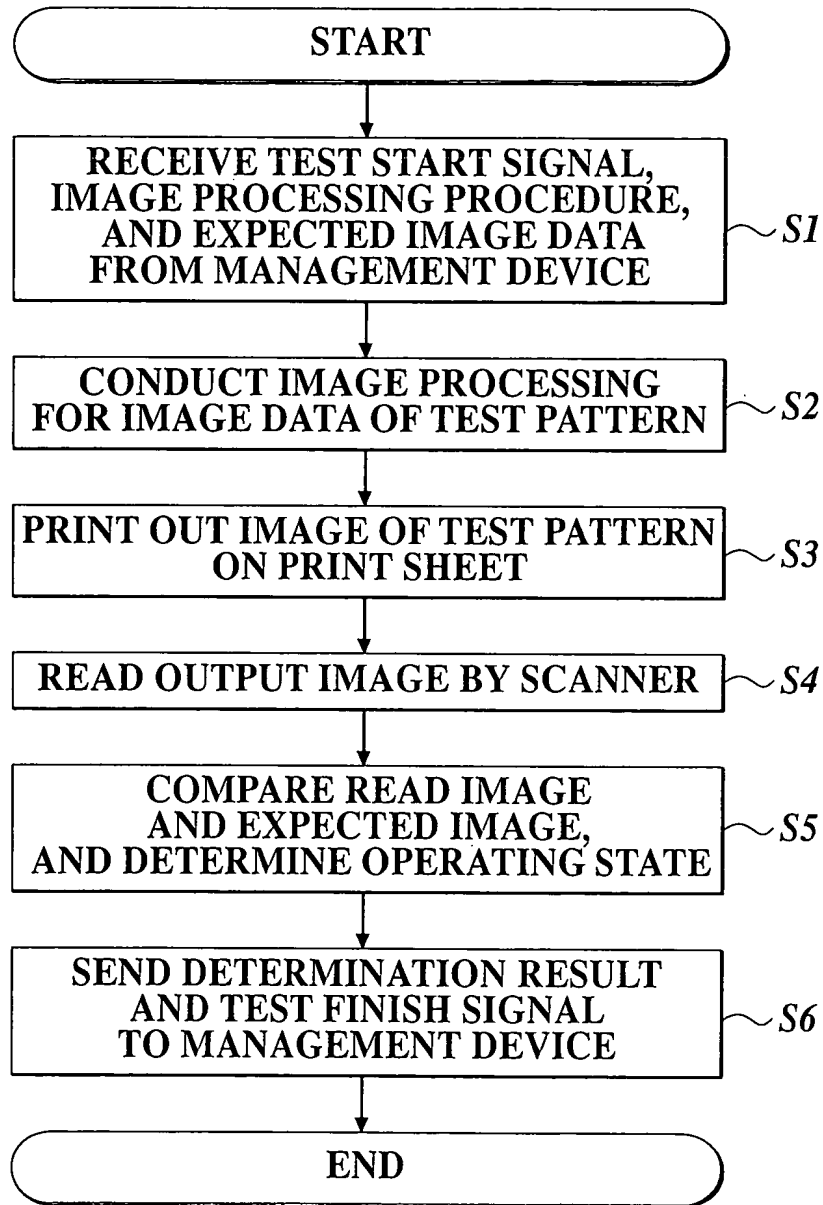 START
RECEIVE TEST START SIGNAL,
IMAGE PROCESSING PROCEDURE,
AND EXPECTED IMAGE DATA
FROM MANAGEMENT DEVICE
S1
CONDUCT IMAGE PROCESSING
FOR IMAGE DATA OF TEST PATTERN
S2
PRINT OUT IMAGE OF TEST PATTERN
ON PRINT SHEET
S3
READ OUTPUT IMAGE BY SCANNER
S4
COMPARE READ IMAGE
AND EXPECTED IMAGE,
AND DETERMINE OPERATING STATE
S5
SEND DETERMINATION RESULT
AND TEST FINISH SIGNAL
TO MANAGEMENT DEVICE
S6
END